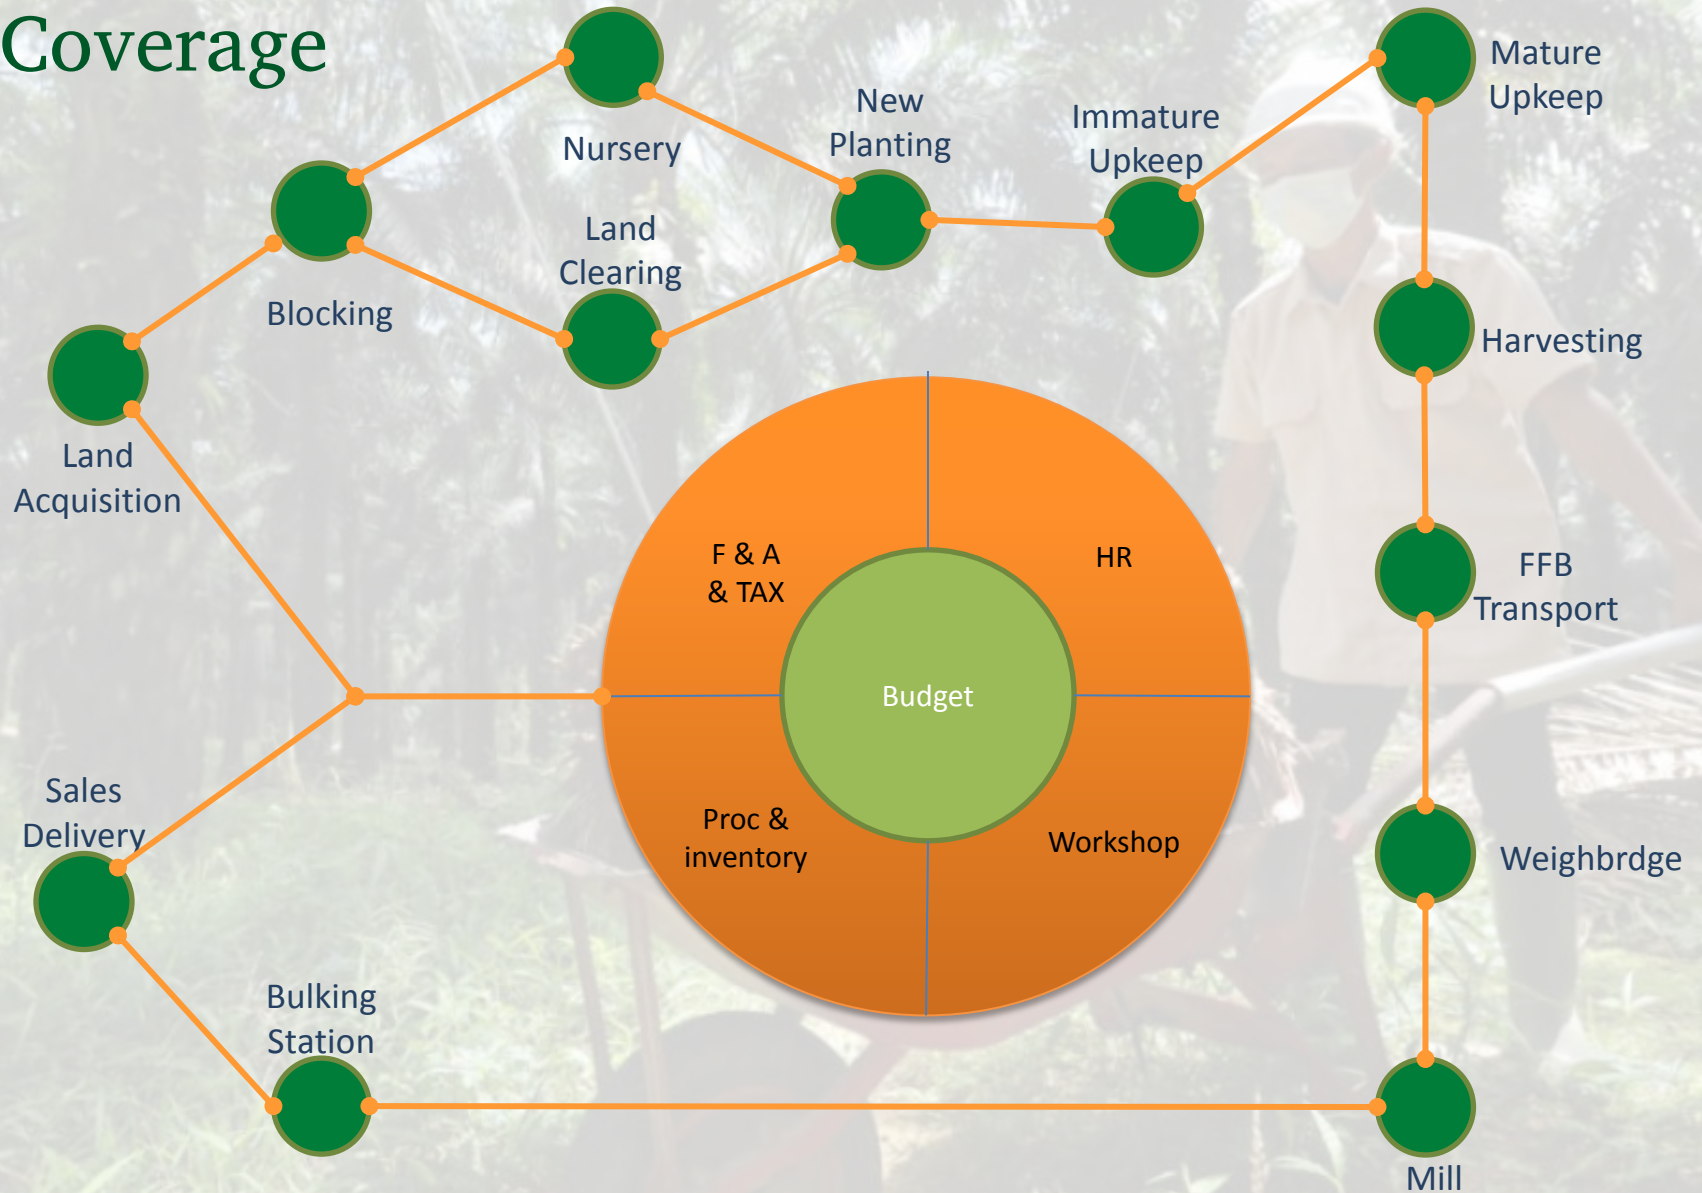 Coverage
Nursery
New
Planting
Immature
Upkeep
Mature
Upkeep
Blocking
Land
Clearing
Harvesting
Land
Acquisition
F & A
& TAX
HR
FFB
Transport
Budget
Sales
Delivery
Proc &
inventory
Workshop
Weighbrdge
Bulking
Station
Mill